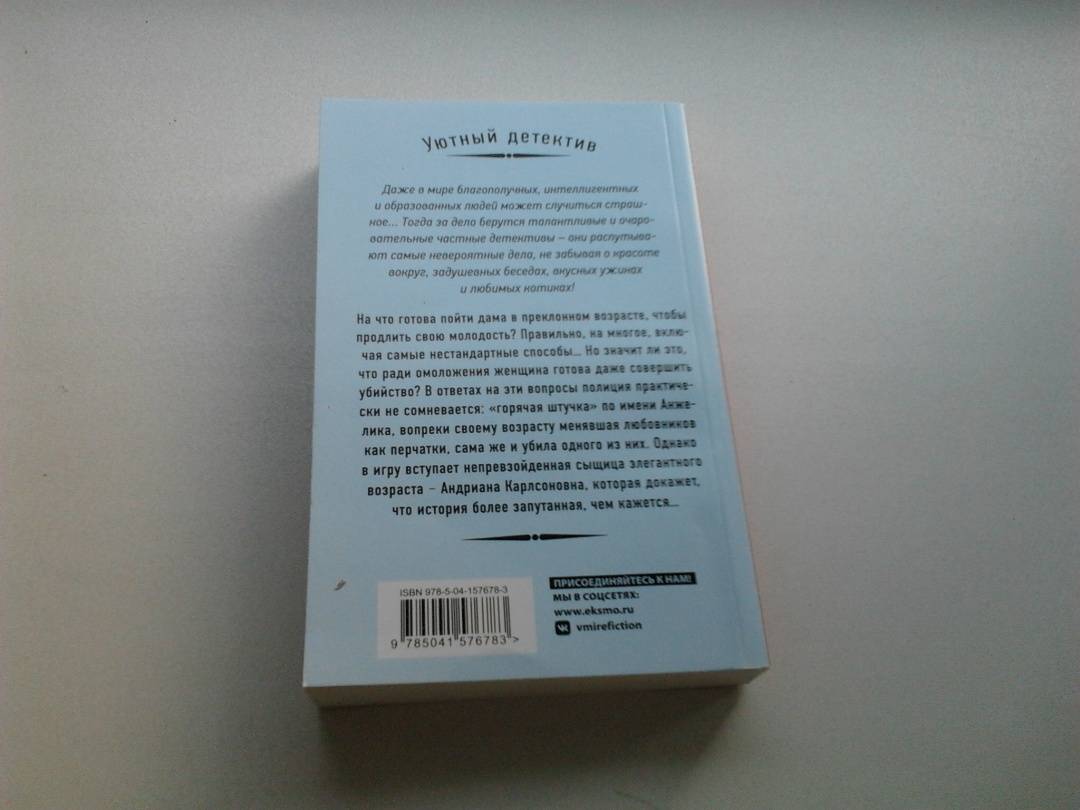 Уютный детектив
Даже в мире благополучных, интеллигентных
и образованных людей может случиться страш-
ное... Тогда за дело берутся талантливые и очаро-
вательные частные детективы – они распутыва-
ют самые невероятные дела, не забывая о красоте
вокруг, задушевных беседах, вкусных ужинах
и любимых котиках!
На что готова пойти дама в преклонном возрасте, чтобы
продлить свою молодость? Правильно, на многое, вклю-
чая самые нестандартные способы... Но значит ли это,
что ради омоложения женщина готова даже совершить
убийство? В ответах на эти вопросы полиция практиче-
ски не сомневается: «горячая штучка» по имени Анже-
лика, вопреки своему возрасту менявшая любовников
как перчатки, сама же и убила одного из них. Однако
в игру вступает непревзойденная сыщица элегантного
возраста – Андриана Карлсоновна, которая докажет,
что история более запутанная, чем кажется...
ISBN 978-5-04-157678-3
9 785041 576783 >
ПРИСОЕДИНЯЙТЕСЬ К НАМ!
МЫ В СОЦСЕТЯХ:
www.eksmo.ru
vmirefiction